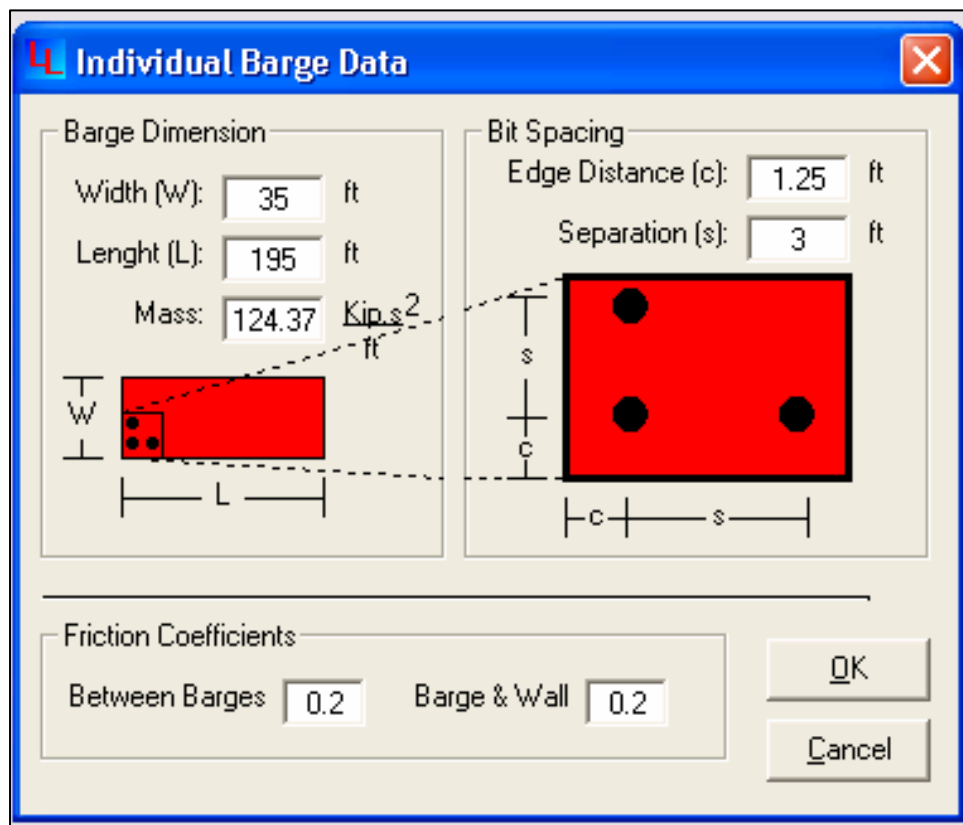 LL Individual Barge Data
Barge Dimension
Width (W): 35 ft
Lenght (L): 195 ft
Mass: 124.37 Kip.s2
ft
W
L
Bit Spacing
Edge Distance (c): 1.25 ft
Separation (s): 3 ft
s
c
c s
Friction Coefficients
Between Barges 0.2 Barge & Wall 0.2
OK
Cancel